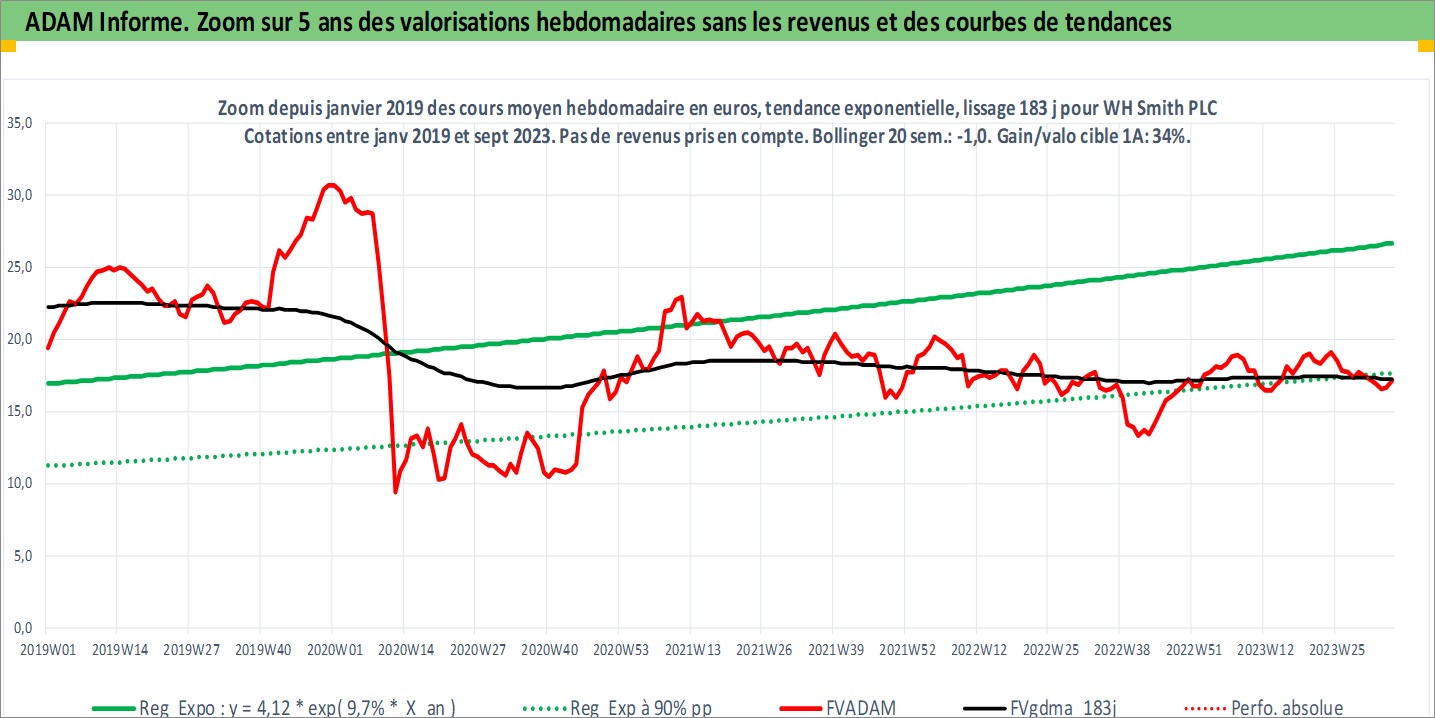 ADAM Informe. Zoom sur 5 ans des valorisations hebdomadaires sans les revenus et des courbes de tendances
Zoom depuis janvier 2019 des cours moyen hebdomadaire en euros, tendance exponentielle, lissage 183 j pour WH Smith PLC
Cotations entre janv 2019 et sept 2023. Pas de revenus pris en compte. Bollinger 20 sem.: -1,0. Gain/valo cible 1A: 34%.
35,0
30,0
25,0
20,0
15,0
10,0
5,0
0,0
2019W01 2019W14 2019W27 2019W40 2020W01 2020W14 2020W27 2020W40 2020W53 2021W13 2021W26 2021W39 2021W52 2022W12 2022W25 2022W38 2022W51 2023W12 2023W25
Reg Expo : y = 4,12 * exp( 9,7% * X an ) Reg Exp à 90% pp FVADAM FVgdma 183j Perfo. absolue